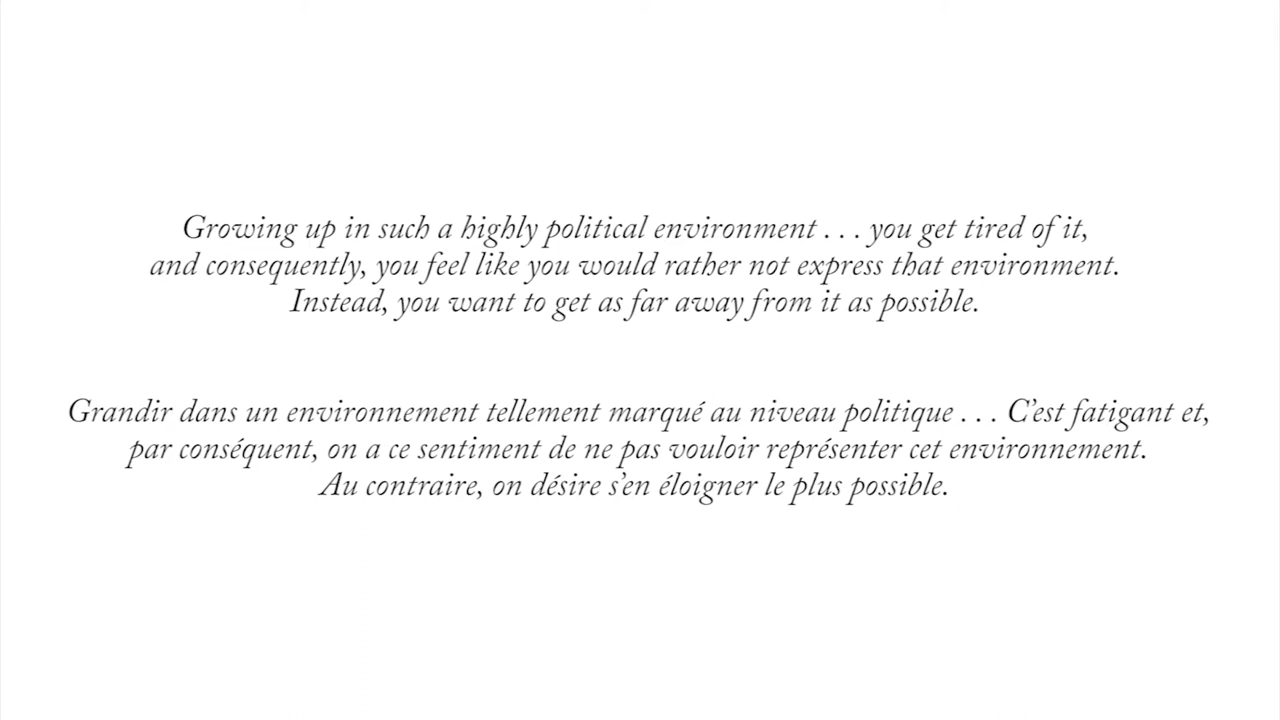 Growing up in such a highly political environment . . . you get tired of it,
and consequently, you feel like you would rather not express that environment.
Instead, you want to get as far away from it as possible.
Grandir dans un environnement tellement marqué au niveau politique . . . C’est fatigant et,
par conséquent, on a ce sentiment de ne pas vouloir représenter cet environnement.
Au contraire, on désire s’en éloigner le plus possible.